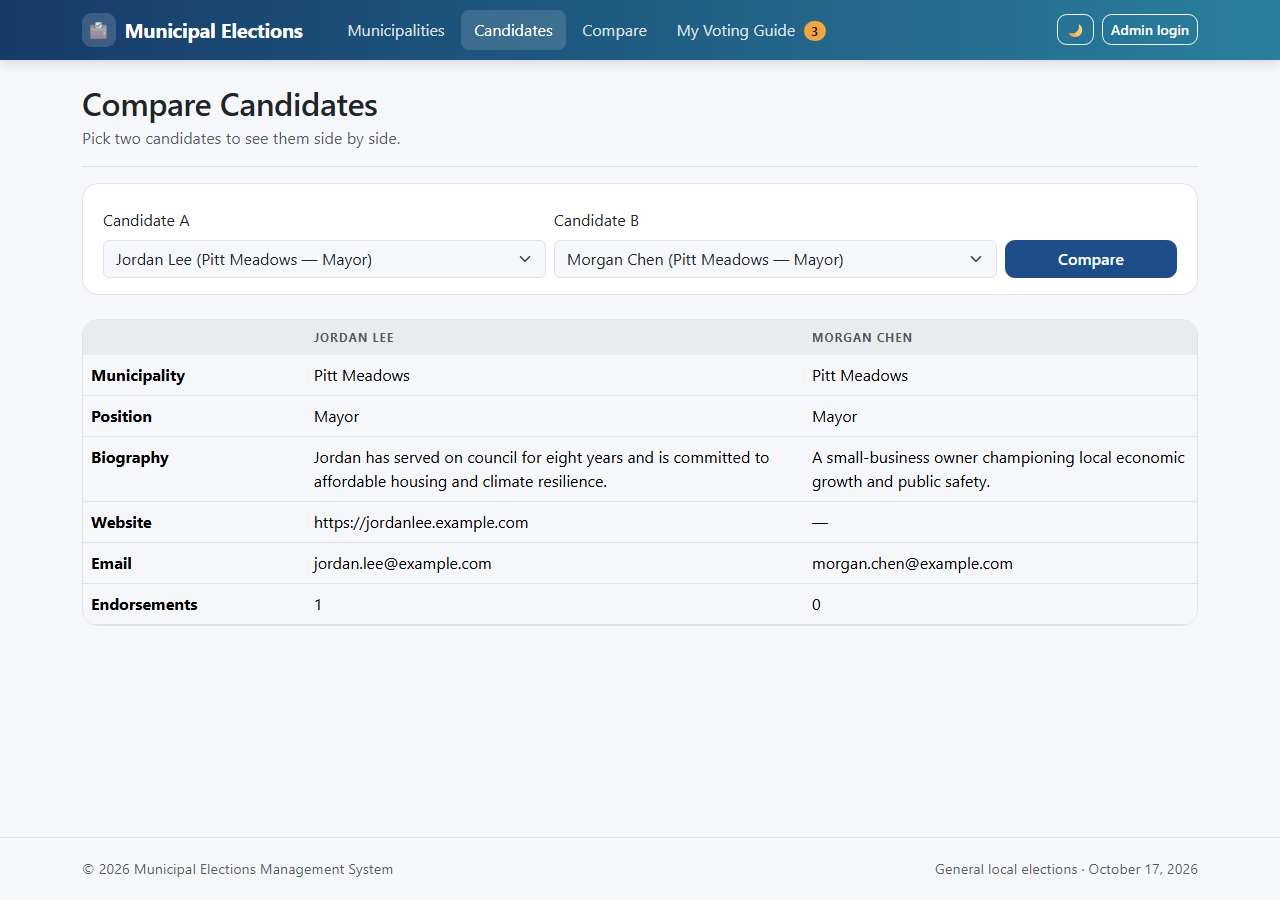 Municipal Elections Municipalities Candidates Compare My Voting Guide 3 Admin login
Compare Candidates
Pick two candidates to see them side by side.
Candidate A Candidate B
Jordan Lee (Pitt Meadows — Mayor) Morgan Chen (Pitt Meadows — Mayor) Compare
JORDAN LEE MORGAN CHEN
Municipality Pitt Meadows Pitt Meadows
Position Mayor Mayor
Biography Jordan has served on council for eight years and is committed to A small-business owner championing local economic
affordable housing and climate resilience. growth and public safety.
Website https://jordanlee.example.com —
Email jordan.lee@example.com morgan.chen@example.com
Endorsements 1 0
© 2026 Municipal Elections Management System General local elections · October 17, 2026